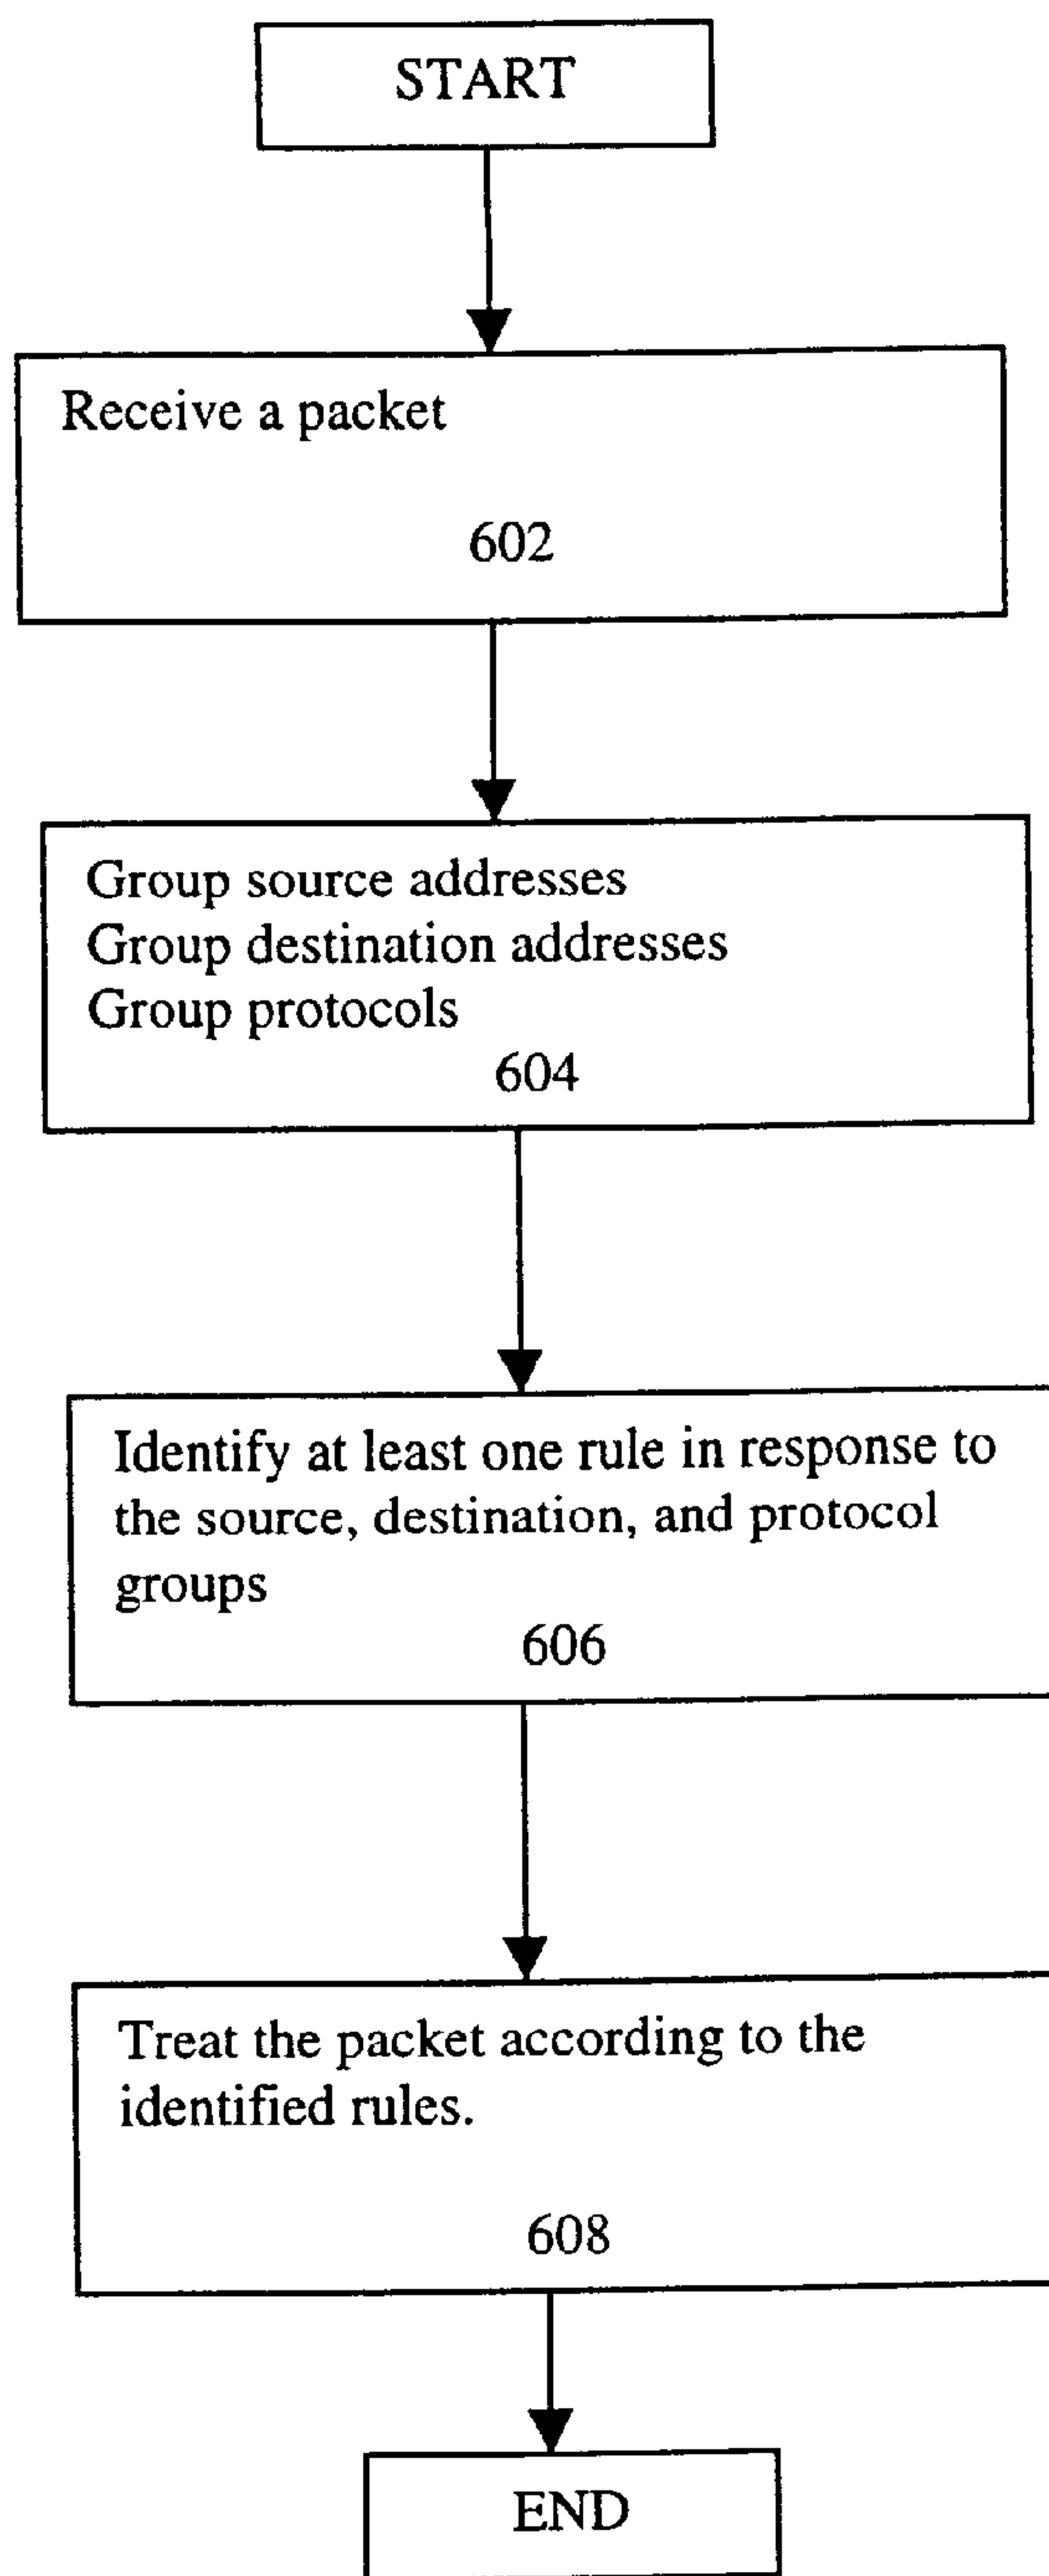 START
Receive a packet
602
Group source addresses
Group destination addresses
Group protocols
604
Identify at least one rule in response to
the source, destination, and protocol
groups
606
Treat the packet according to the
identified rules.
608
END